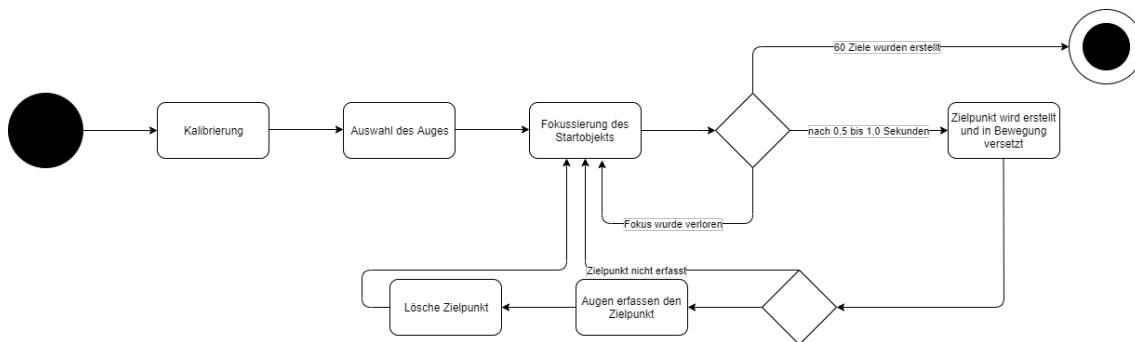 60 Ziele wurden erstellt
Kalibrierung
Auswahl des Auges
Fokussierung des
Startobjekts
nach 0,5 bis 1,0 Sekunden
Zielpunkt wird erstellt
und in Bewegung
versetzt
Fokus wurde verloren
Zielpunkt nicht erfasst
Lösche Zielpunkt
Augen erfassen den
Zielpunkt